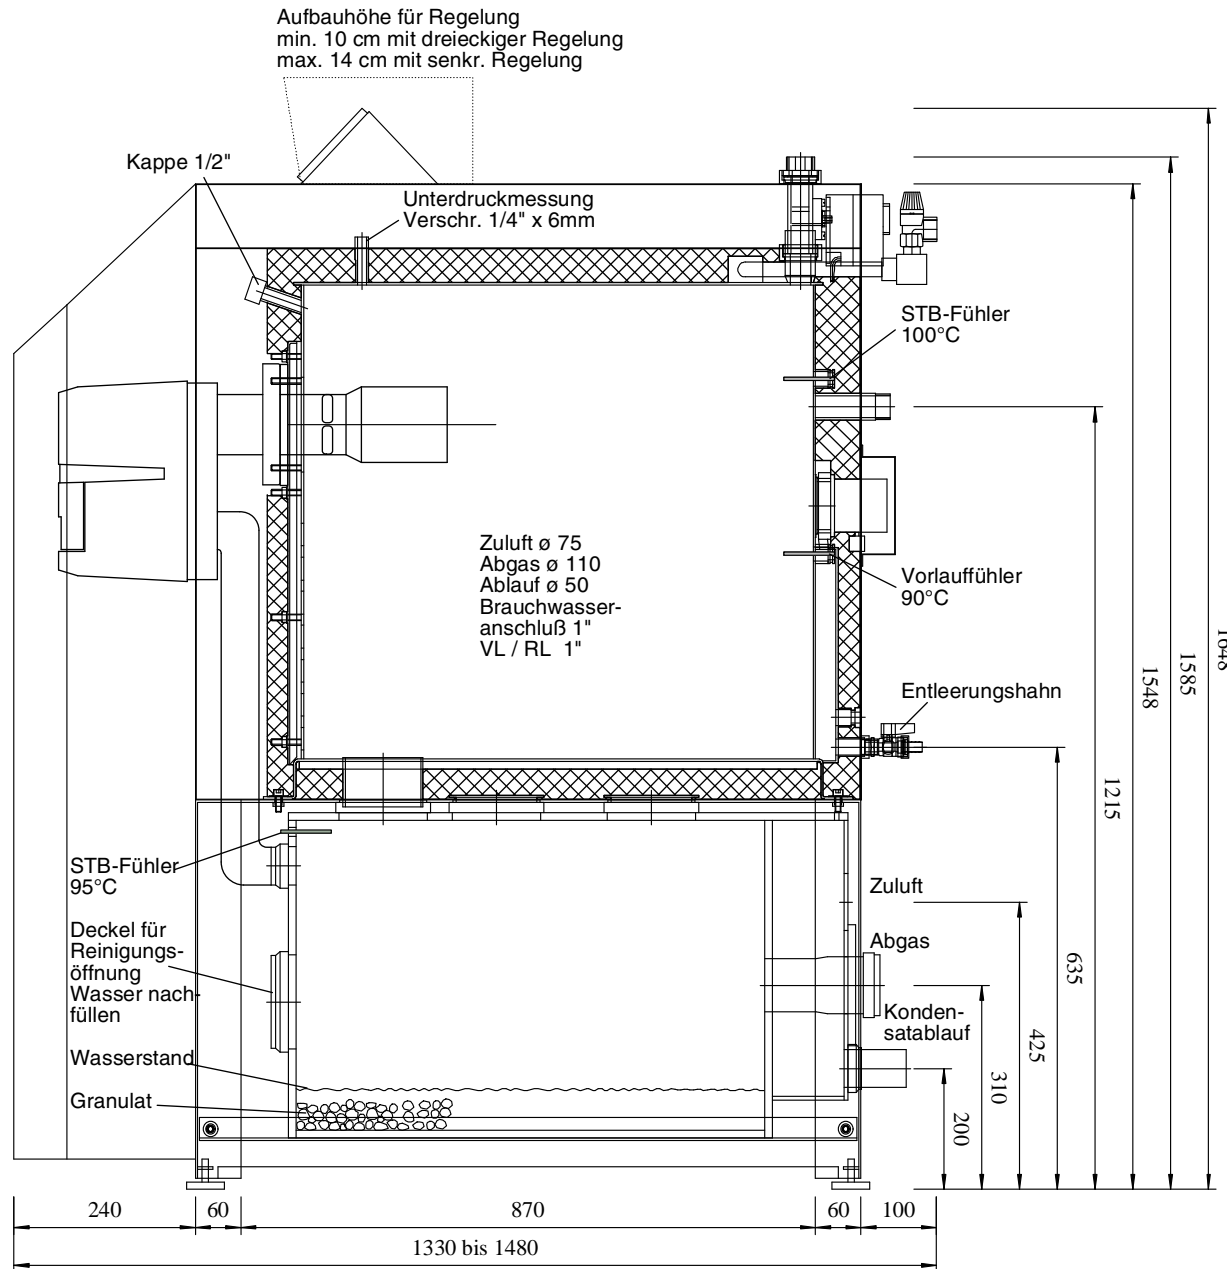 Aufbauhöhe für Regelung
min. 10 cm mit dreieckiger Regelung
max. 14 cm mit senkr. Regelung
Kappe 1/2"
Unterdruckmessung
Verschr. 1/4" x 6mm
STB-Fühler
100°C
Zuluft ø 75
Abgas ø 110
Ablauf ø 50
Brauchwasser-
anschluß 1"
VL / RL 1"
Vorlauffühler
90°C
Entleerungshahn
1648
1585
1548
1215
635
425
310
200
STB-Fühler
95°C
Deckel für
Reinigungs-
öffnung
Wasser nach-
füllen
Wasserstand
Granulat
Zuluft
Abgas
Konden-
satablauf
240
60
870
60
100
1330 bis 1480